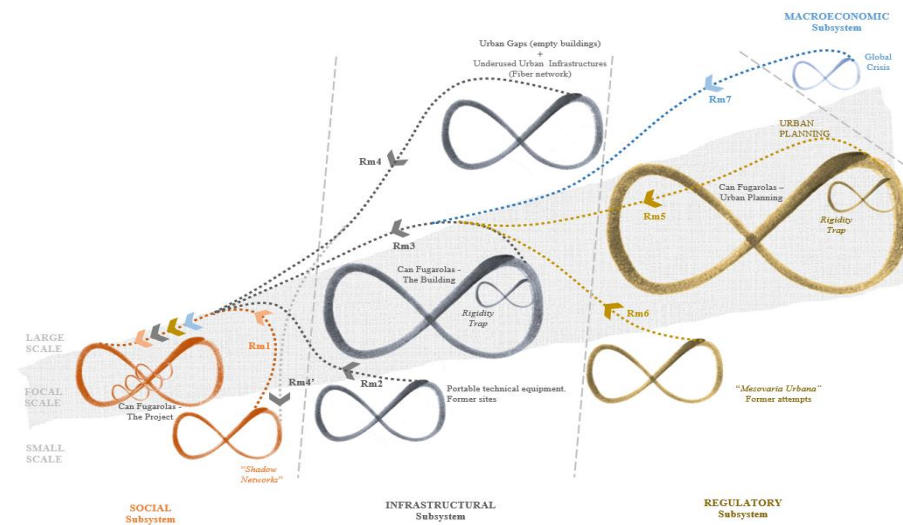 MACROECONOMIC
Subsystem
Urban Gaps (empty buildings)
+
Underused Urban Infrastructures
(Fiber network)
Global
Crisis
Rm7
URBAN
PLANNING
Rm4
Can Fugarolas –
Urban Planning
Rigidity
Trap
Rm5
Rm3
Can Fugarolas -
The Building
Rigidity
Trap
Rm6
LARGE
SCALE
Rm1
FOCAL
SCALE
Can Fugarolas -
The Project
Rm4’
Rm2
Portable technical equipment.
Former sites
“Mesovaria Urbana”
Former attempts
SMALL
SCALE
“Shadow
Networks”
SOCIAL
Subsystem
INFRASTRUCTURAL
Subsystem
REGULATORY
Subsystem